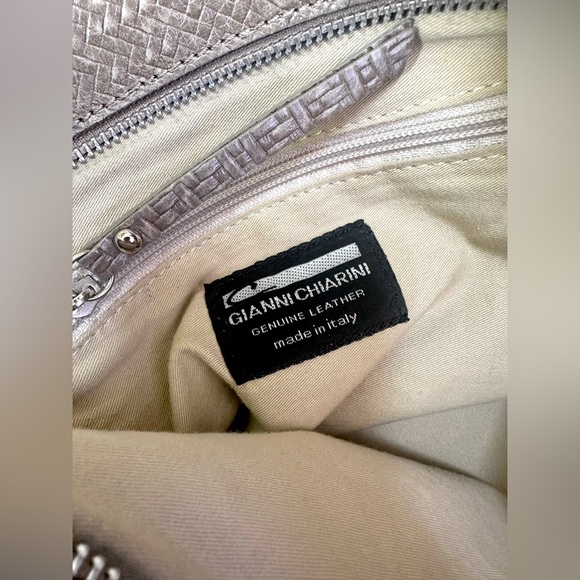 GIANNI CHIARINI
GENUINE LEATHER
made in italy